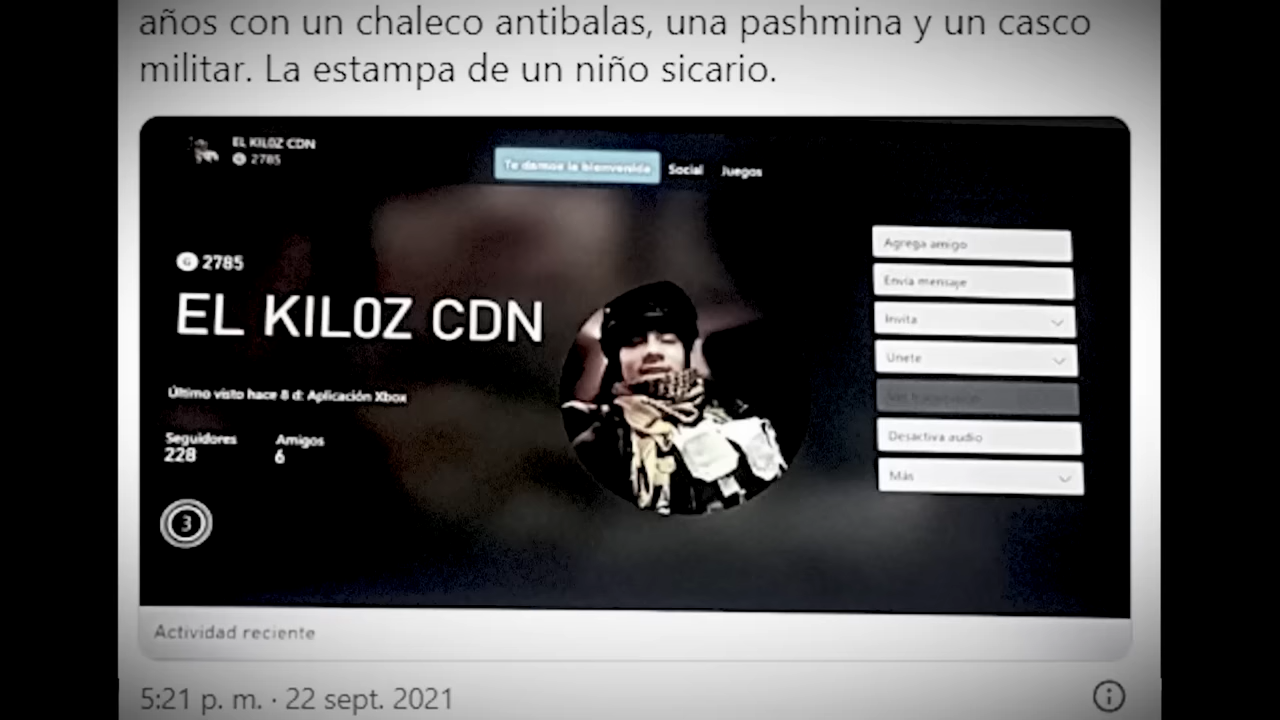 años con un chaleco antibalas, una pashmina y un casco
militar. La estampa de un niño sicario.
EL KILOZ CDN
G 2785
Te damos la bienvenida
Social
Juegos
G 2785
EL KILOZ CDN
Último visto hace 8 d: Aplicación Xbox
Seguidores
228
Amigos
6
3
Agrega amigo
Envía mensaje
Invita
Únete
Desactiva audio
Más
Actividad reciente
5:21 p. m. · 22 sept. 2021